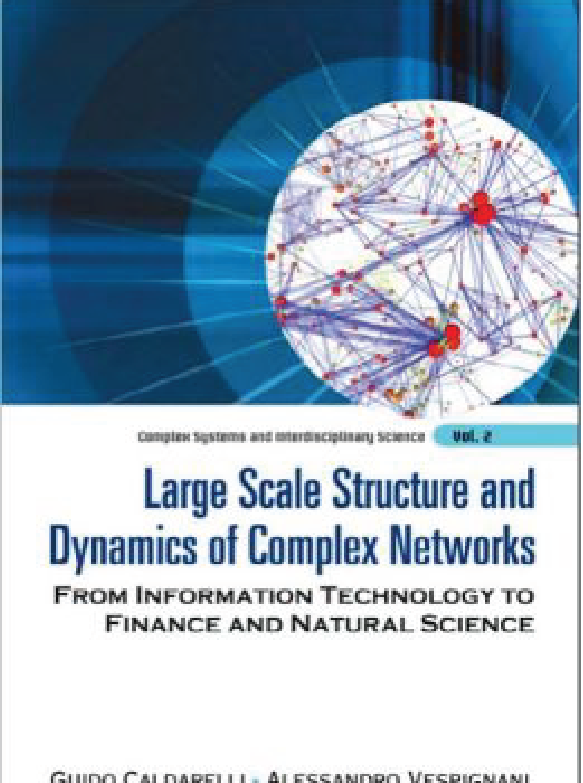 Complex Systems and Interdisciplinary Science Vol. 2
Large Scale Structure and
Dynamics of Complex Networks
FROM INFORMATION TECHNOLOGY TO
FINANCE AND NATURAL SCIENCE
GUIDO CALDARELLI • ALESSANDRO VESPIGNANI